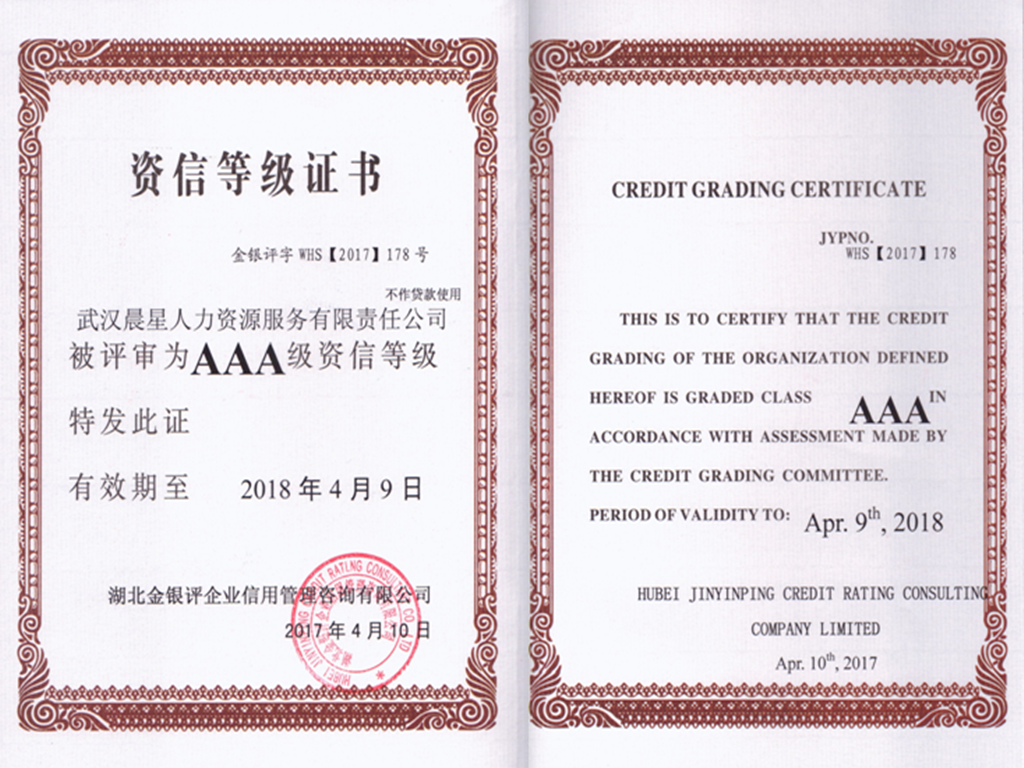 资信等级证书
金银评字 WHS【2017】178 号
不作贷款使用
武汉晨星人力资源服务有限责任公司
被评审为AAA级资信等级
特发此证
有效期至 2018 年 4 月 9 日
湖北金银评企业信用管理咨询有限公司
2017 年 4 月 10 日
CREDIT GRADING CERTIFICATE
JYPNO.
WHS【2017】178
THIS IS TO CERTIFY THAT THE CREDIT
GRADING OF THE ORGANIZATION DEFINED
HEREOF IS GRADED CLASS AAA IN
ACCORDANCE WITH ASSESSMENT MADE BY
THE CREDIT GRADING COMMITTEE.
PERIOD OF VALIDITY TO: Apr. 9th, 2018
HUBEI JINYINPING CREDIT RATING CONSULTING
COMPANY LIMITED
Apr. 10th, 2017